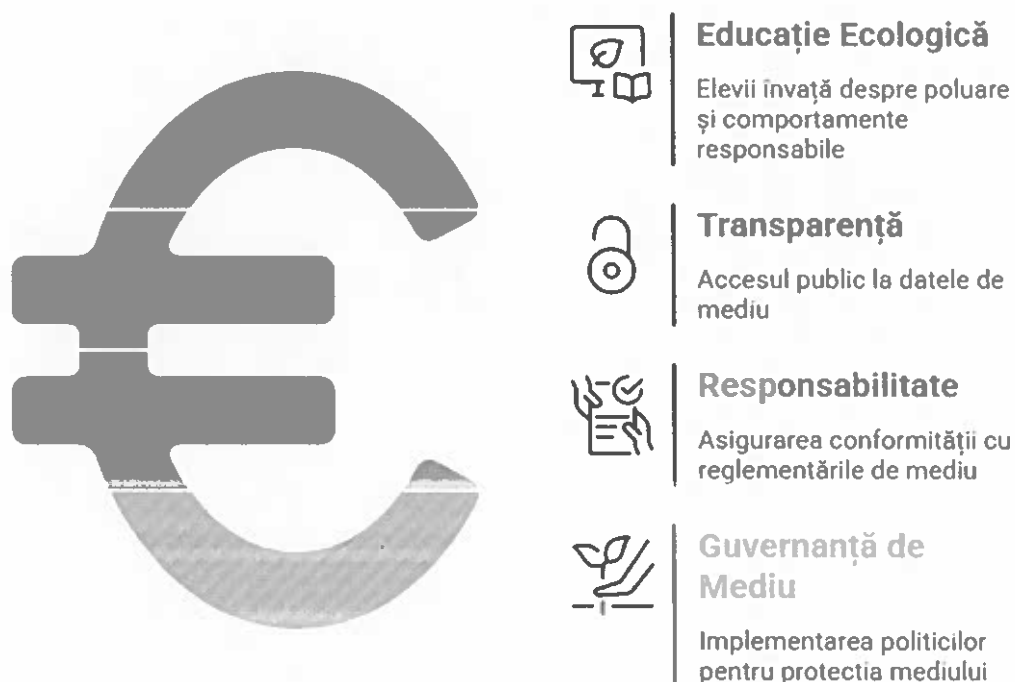 Educație Ecologică
Elevii învață despre poluare
și comportamente
responsabile
Transparență
Accesul public la datele de
mediu
Responsabilitate
Asigurarea conformității cu
reglementările de mediu
Guvernanță de
Mediu
Implementarea politicilor
pentru protecția mediului